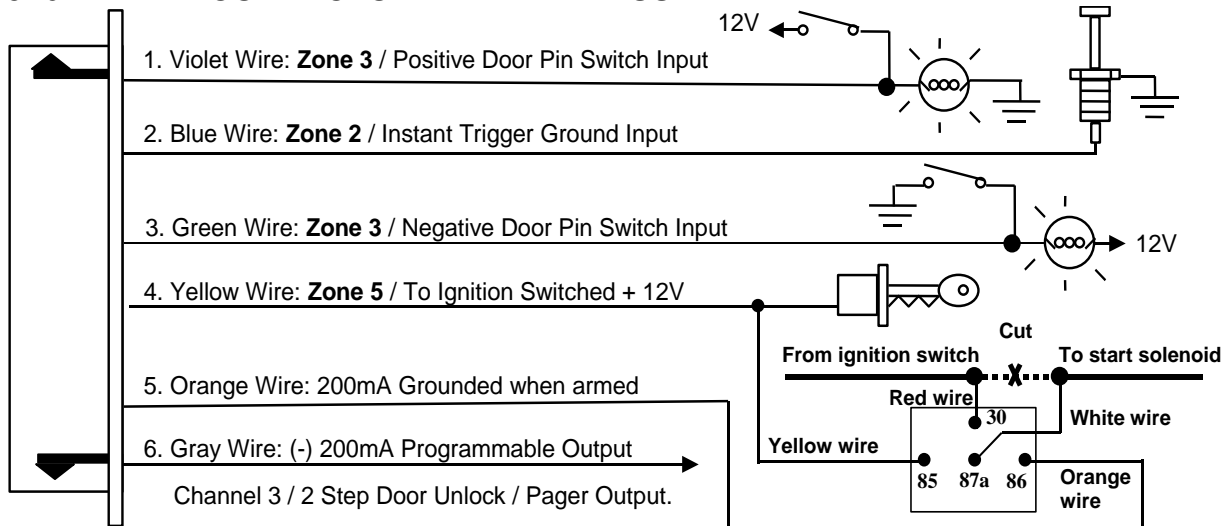 12V
1. Violet Wire: Zone 3 / Positive Door Pin Switch Input
2. Blue Wire: Zone 2 / Instant Trigger Ground Input
3. Green Wire: Zone 3 / Negative Door Pin Switch Input
12V
4. Yellow Wire: Zone 5 / To Ignition Switched + 12V
Cut
From ignition switch
To start solenoid
5. Orange Wire: 200mA Grounded when armed
Red wire
30
White wire
6. Gray Wire: (-) 200mA Programmable Output
Yellow wire
85 87a 86
Orange
wire
Channel 3 / 2 Step Door Unlock / Pager Output.